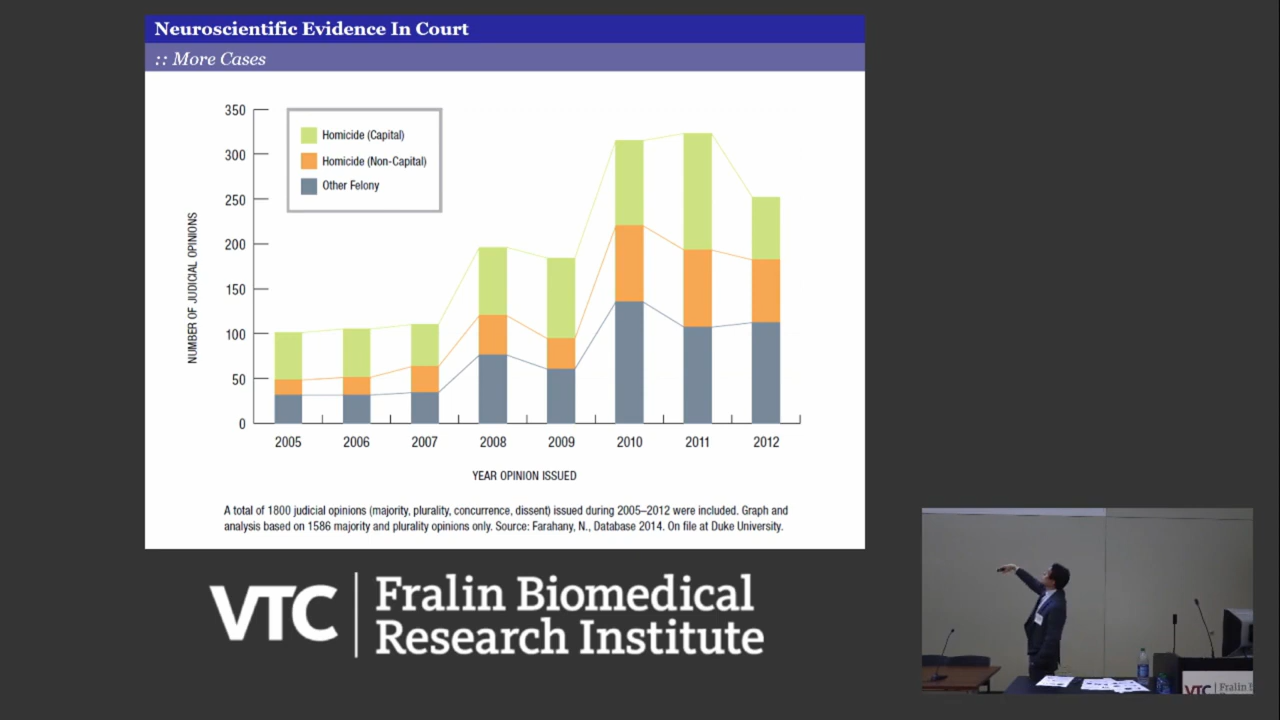 Neuroscientific Evidence In Court
:: More Cases
350
300
250
200
150
100
50
0
NUMBER OF JUDICIAL OPINIONS
Homicide (Capital)
Homicide (Non-Capital)
Other Felony
2005 2006 2007 2008 2009 2010 2011 2012
YEAR OPINION ISSUED
A total of 1800 judicial opinions (majority, plurality, concurrence, dissent) issued during 2005–2012 were included. Graph and
analysis based on 1586 majority and plurality opinions only. Source: Farahany, N., Database 2014. On file at Duke University.
VTC
Fralin Biomedical
Research Institute
VTC Fralin